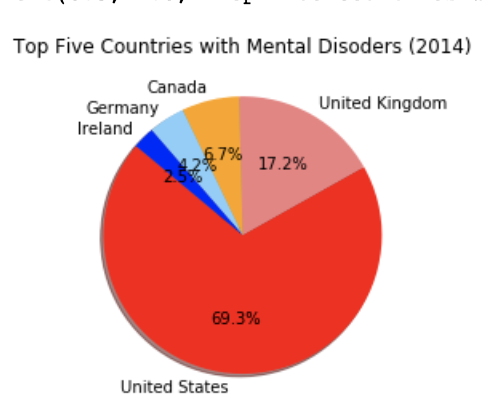 Top Five Countries with Mental Disoders (2014)
Canada
Germany
Ireland
United Kingdom
6.7%
4.2%
2.5%
17.2%
69.3%
United States